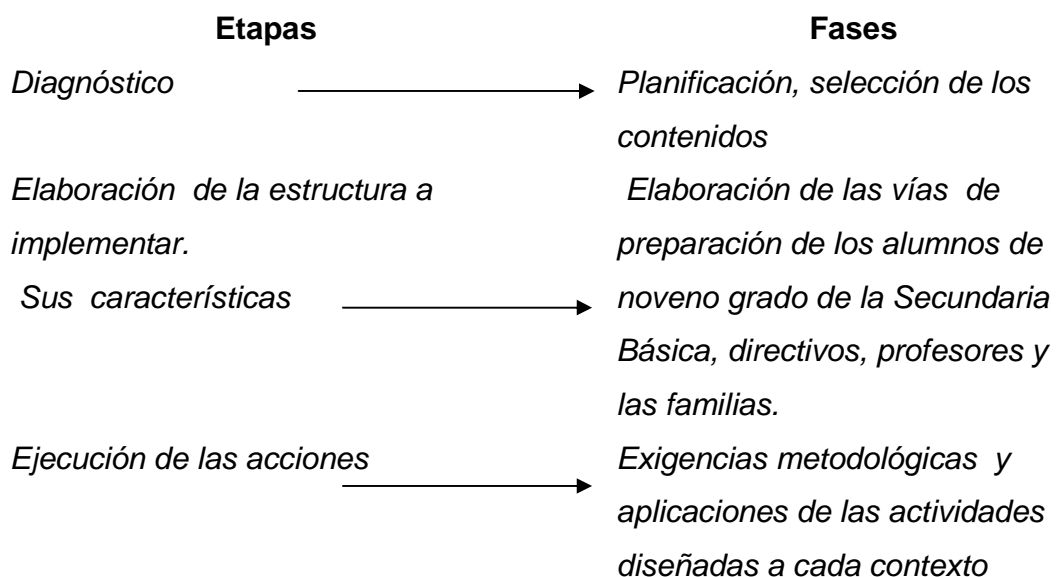 Etapas Fases
Diagnóstico Planificación, selección de los
contenidos
Elaboración de la estructura a Elaboración de las vías de
implementar. preparación de los alumnos de
Sus características noveno grado de la Secundaria
Básica, directivos, profesores y
las familias.
Ejecución de las acciones Exigencias metodológicas y
aplicaciones de las actividades
diseñadas a cada contexto